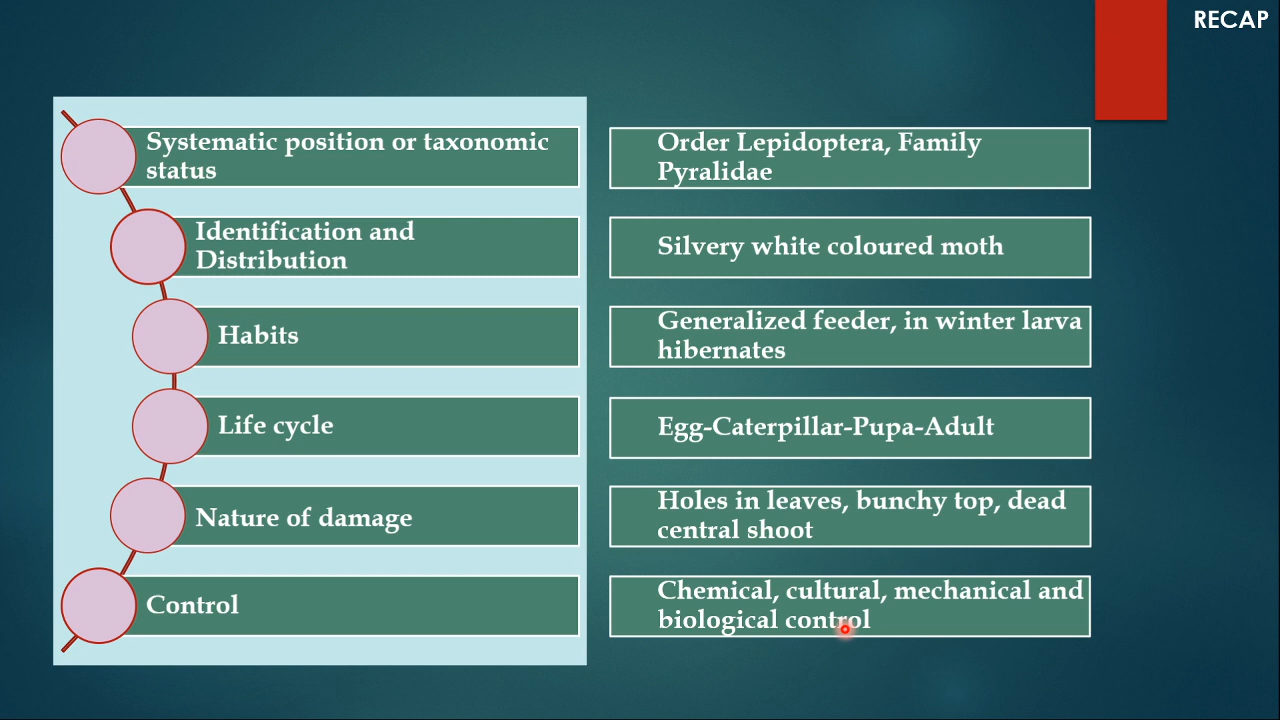 RECAP
Systematic position or taxonomic
status
Order Lepidoptera, Family
Pyralidae
Identification and
Distribution
Silvery white coloured moth
Habits
Generalized feeder, in winter larva
hibernates
Life cycle
Egg-Caterpillar-Pupa-Adult
Nature of damage
Holes in leaves, bunchy top, dead
central shoot
Control
Chemical, cultural, mechanical and
biological control